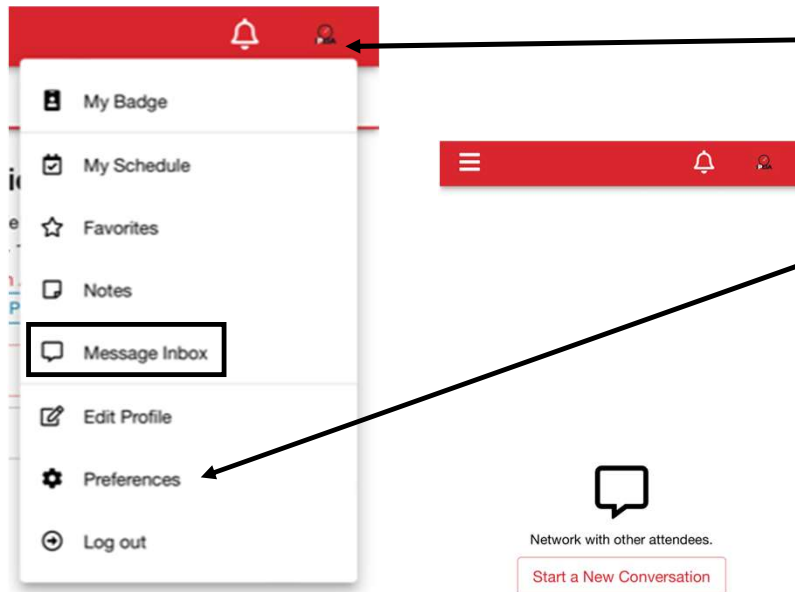 My Badge
My Schedule
Favorites
Notes
Message Inbox
Edit Profile
Preferences
Log out
Network with other attendees.
Start a New Conversation